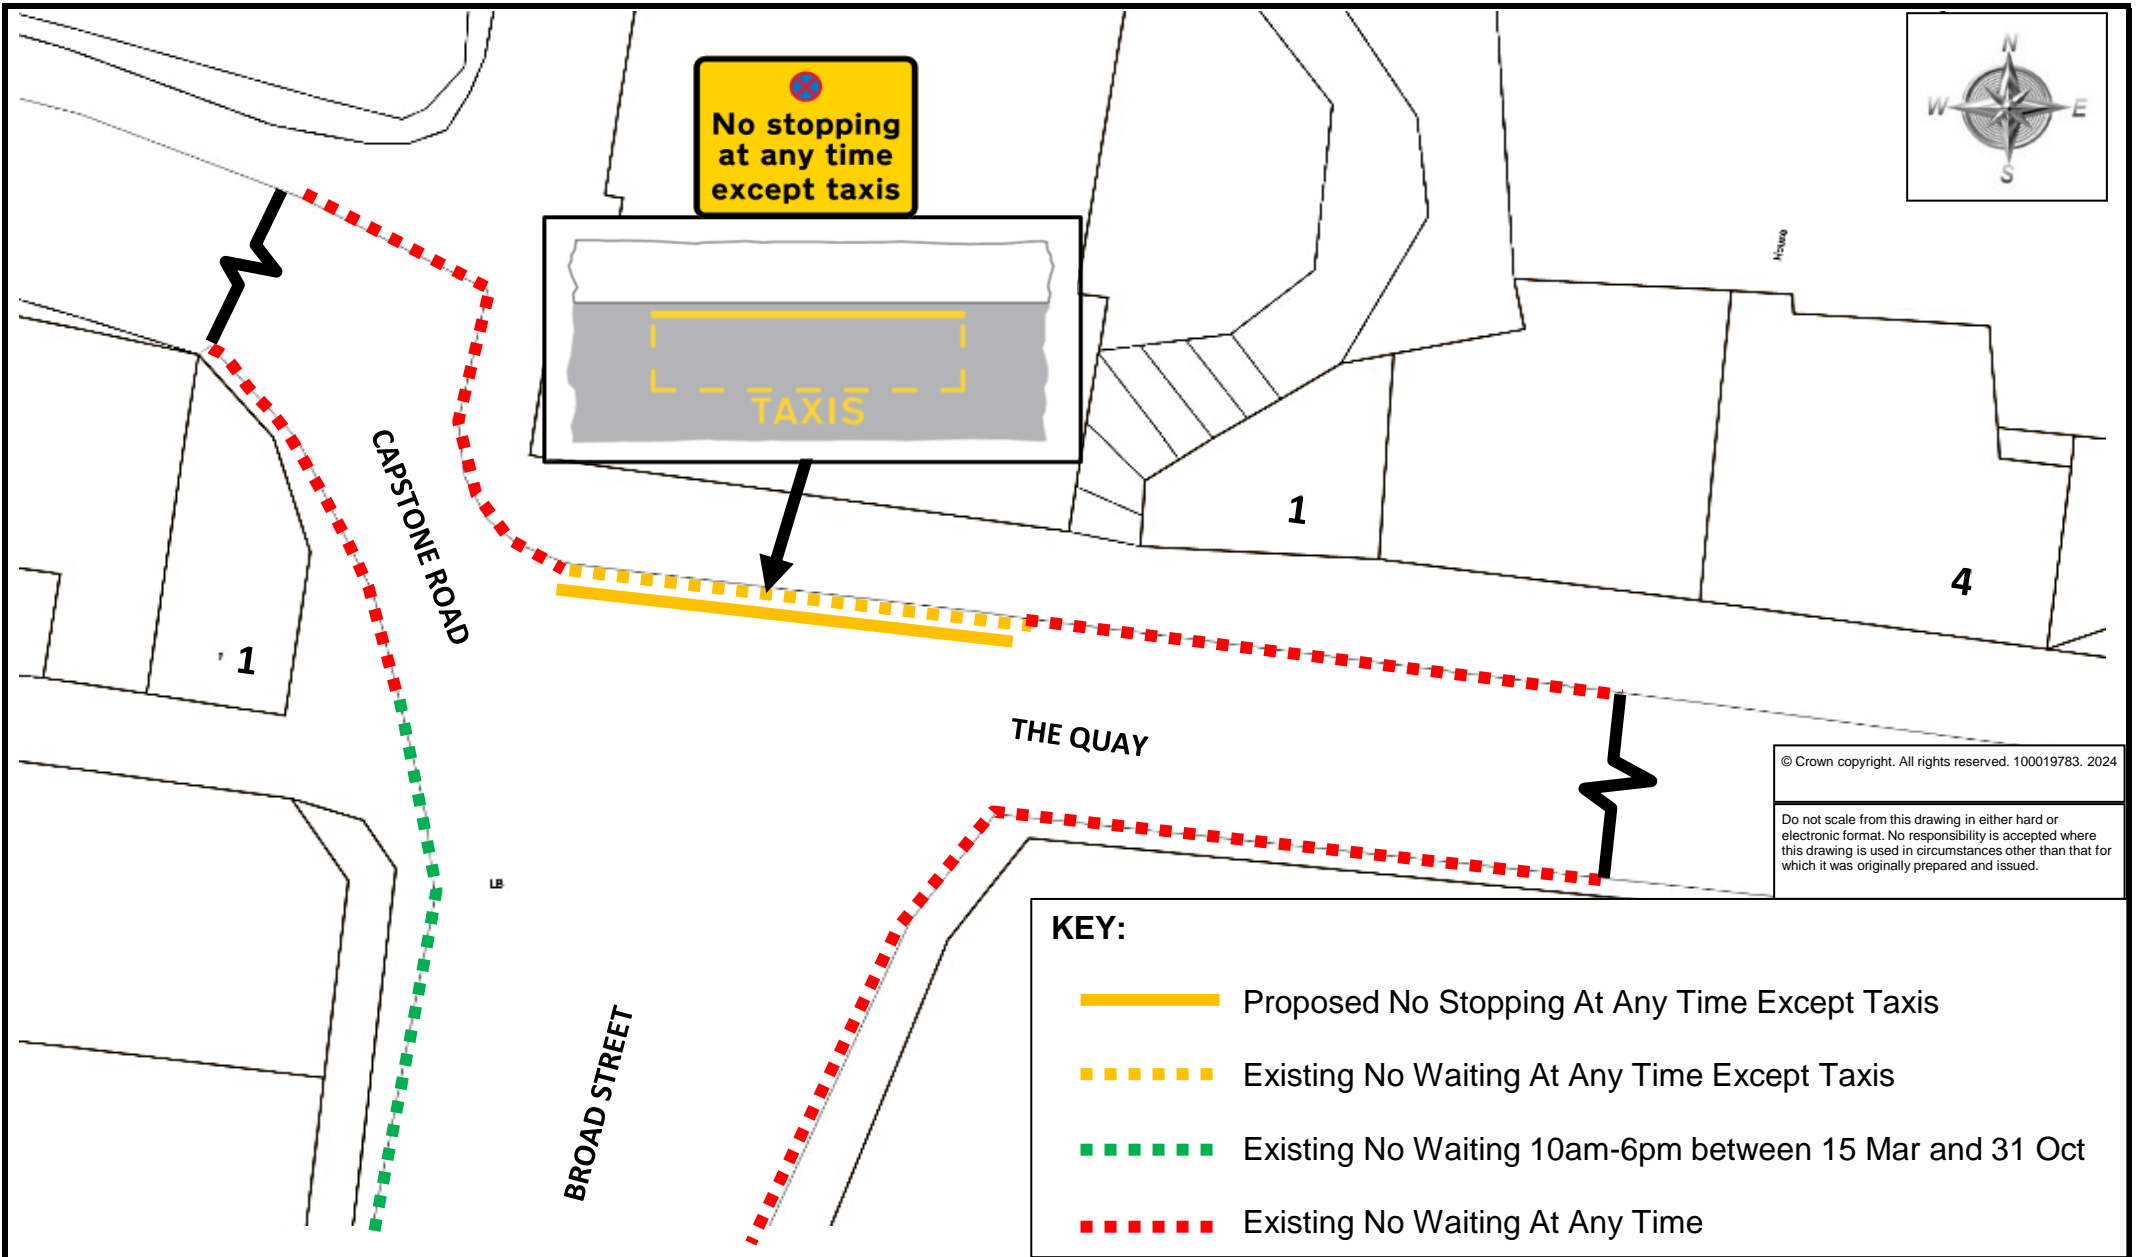 No stopping
at any time
except taxis
N
W
E
S
TAXIS
House
CAPSTONE ROAD
1
4
1
THE QUAY
© Crown copyright. All rights reserved. 100019783. 2024
Do not scale from this drawing in either hard or
electronic format. No responsibility is accepted where
this drawing is used in circumstances other than that for
which it was originally prepared and issued.
LB
BROAD STREET
KEY:
Proposed No Stopping At Any Time Except Taxis
Existing No Waiting At Any Time Except Taxis
Existing No Waiting 10am-6pm between 15 Mar and 31 Oct
Existing No Waiting At Any Time